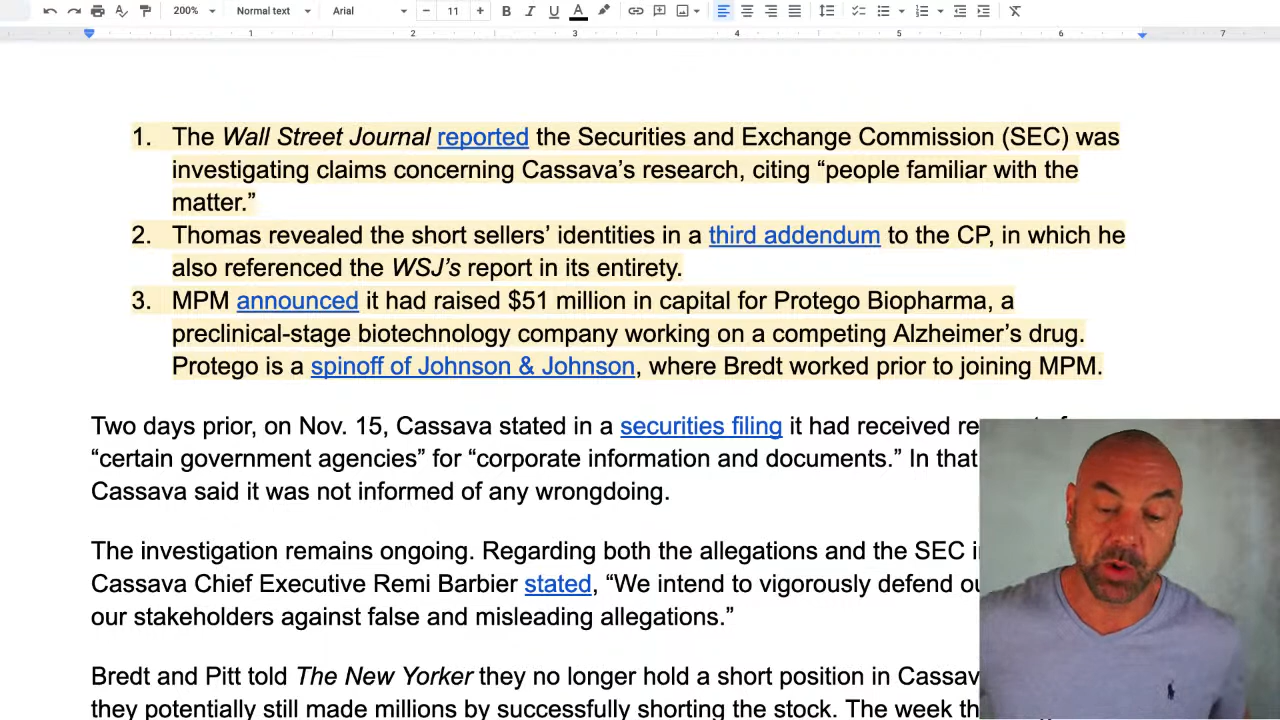 200% Normal text Arial 11 B I U A
1 2 3 4 5 6 7
1. The Wall Street Journal reported the Securities and Exchange Commission (SEC) was
investigating claims concerning Cassava’s research, citing “people familiar with the
matter.”
2. Thomas revealed the short sellers’ identities in a third addendum to the CP, in which he
also referenced the WSJ’s report in its entirety.
3. MPM announced it had raised $51 million in capital for Protego Biopharma, a
preclinical-stage biotechnology company working on a competing Alzheimer’s drug.
Protego is a spinoff of Johnson & Johnson, where Bredt worked prior to joining MPM.
Two days prior, on Nov. 15, Cassava stated in a securities filing it had received
“certain government agencies” for “corporate information and documents.” In that
Cassava said it was not informed of any wrongdoing.
The investigation remains ongoing. Regarding both the allegations and the SEC
Cassava Chief Executive Remi Barbier stated, “We intend to vigorously defend
our stakeholders against false and misleading allegations.”
Bredt and Pitt told The New Yorker they no longer hold a short position in
they potentially still made millions by successfully shorting the stock. The week